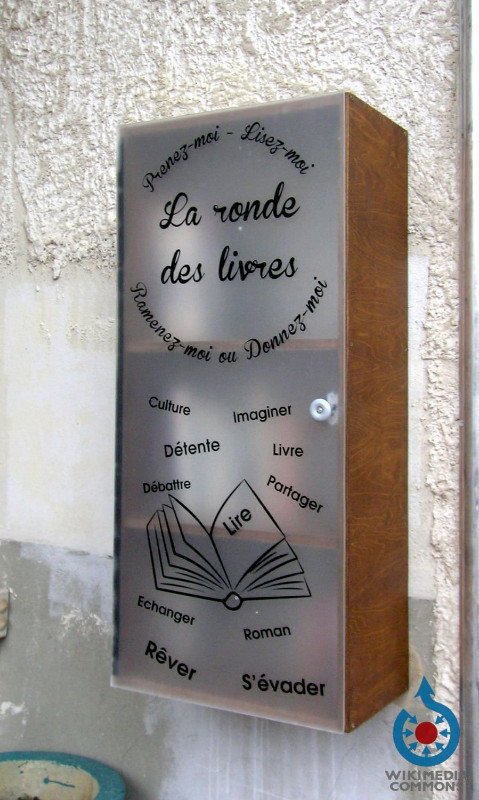 Prenez-moi - Lisez-moi
La ronde
des livres
Ramenez-moi ou Donnez-moi
Culture
Imaginer
Détente
Livre
Débattre
Partager
Lire
Echanger
Roman
Rêver
S'évader
WIKIMEDIA
COMMONS